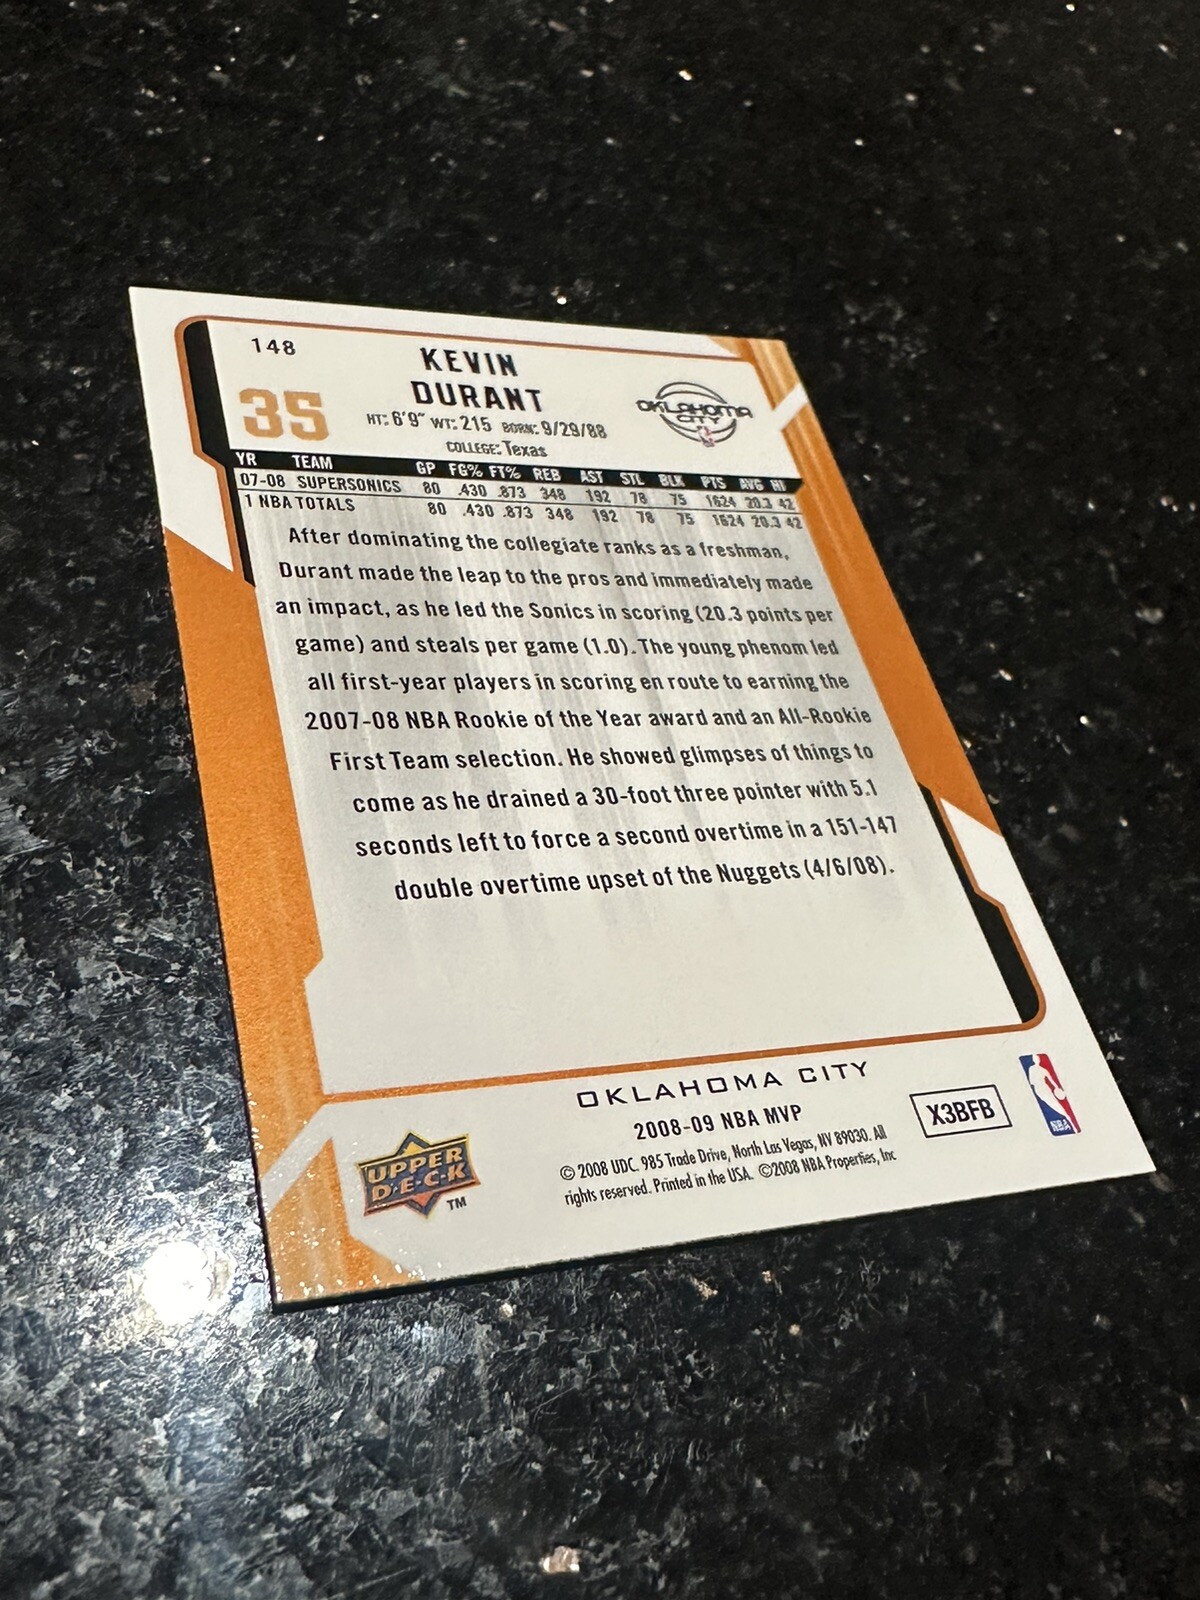 148
KEVIN
DURANT
35
HT: 6'9" WT: 215 BORN: 9/29/88
COLLEGE: Texas
OKLAHOMA
CITY
YR TEAM GP FG% FT% REB AST STL BLK PTS AVG HI
07-08 SUPERSONICS 80 .430 .873 348 192 78 75 1624 20.3 42
1 NBA TOTALS 80 .430 .873 348 192 78 75 1624 20.3 42
After dominating the collegiate ranks as a freshman,
Durant made the leap to the pros and immediately made
an impact, as he led the Sonics in scoring (20.3 points per
game) and steals per game (1.0). The young phenom led
all first-year players in scoring en route to earning the
2007-08 NBA Rookie of the Year award and an All-Rookie
First Team selection. He showed glimpses of things to
come as he drained a 30-foot three pointer with 5.1
seconds left to force a second overtime in a 151-147
double overtime upset of the Nuggets (4/6/08).
OKLAHOMA CITY
2008-09 NBA MVP
© 2008 UDC. 985 Trade Drive, North Las Vegas, NV 89030. All
rights reserved. Printed in the USA. ©2008 NBA Properties, Inc
UPPER
D·E·C·K
TM
X3BFB
NBA